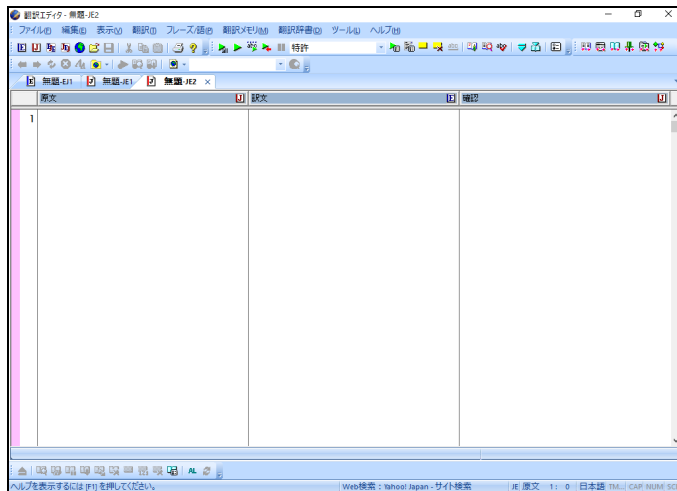 翻訳エディタ - 無題-JE2
ファイル(F) 編集(E) 表示(V) 翻訳(T) フレーズ/語(P) 翻訳メモリ(M) 翻訳辞書(D) ツール(L) ヘルプ(H)
特許
無題-EJ1 無題-JE1 無題-JE2
原文 訳文 確認
1
AL
ヘルプを表示するには [F1] を押してください。 Web検索：Yahoo! Japan - サイト検索 JE 原文 1: 0 日本語 TM... CAP NUM SCI